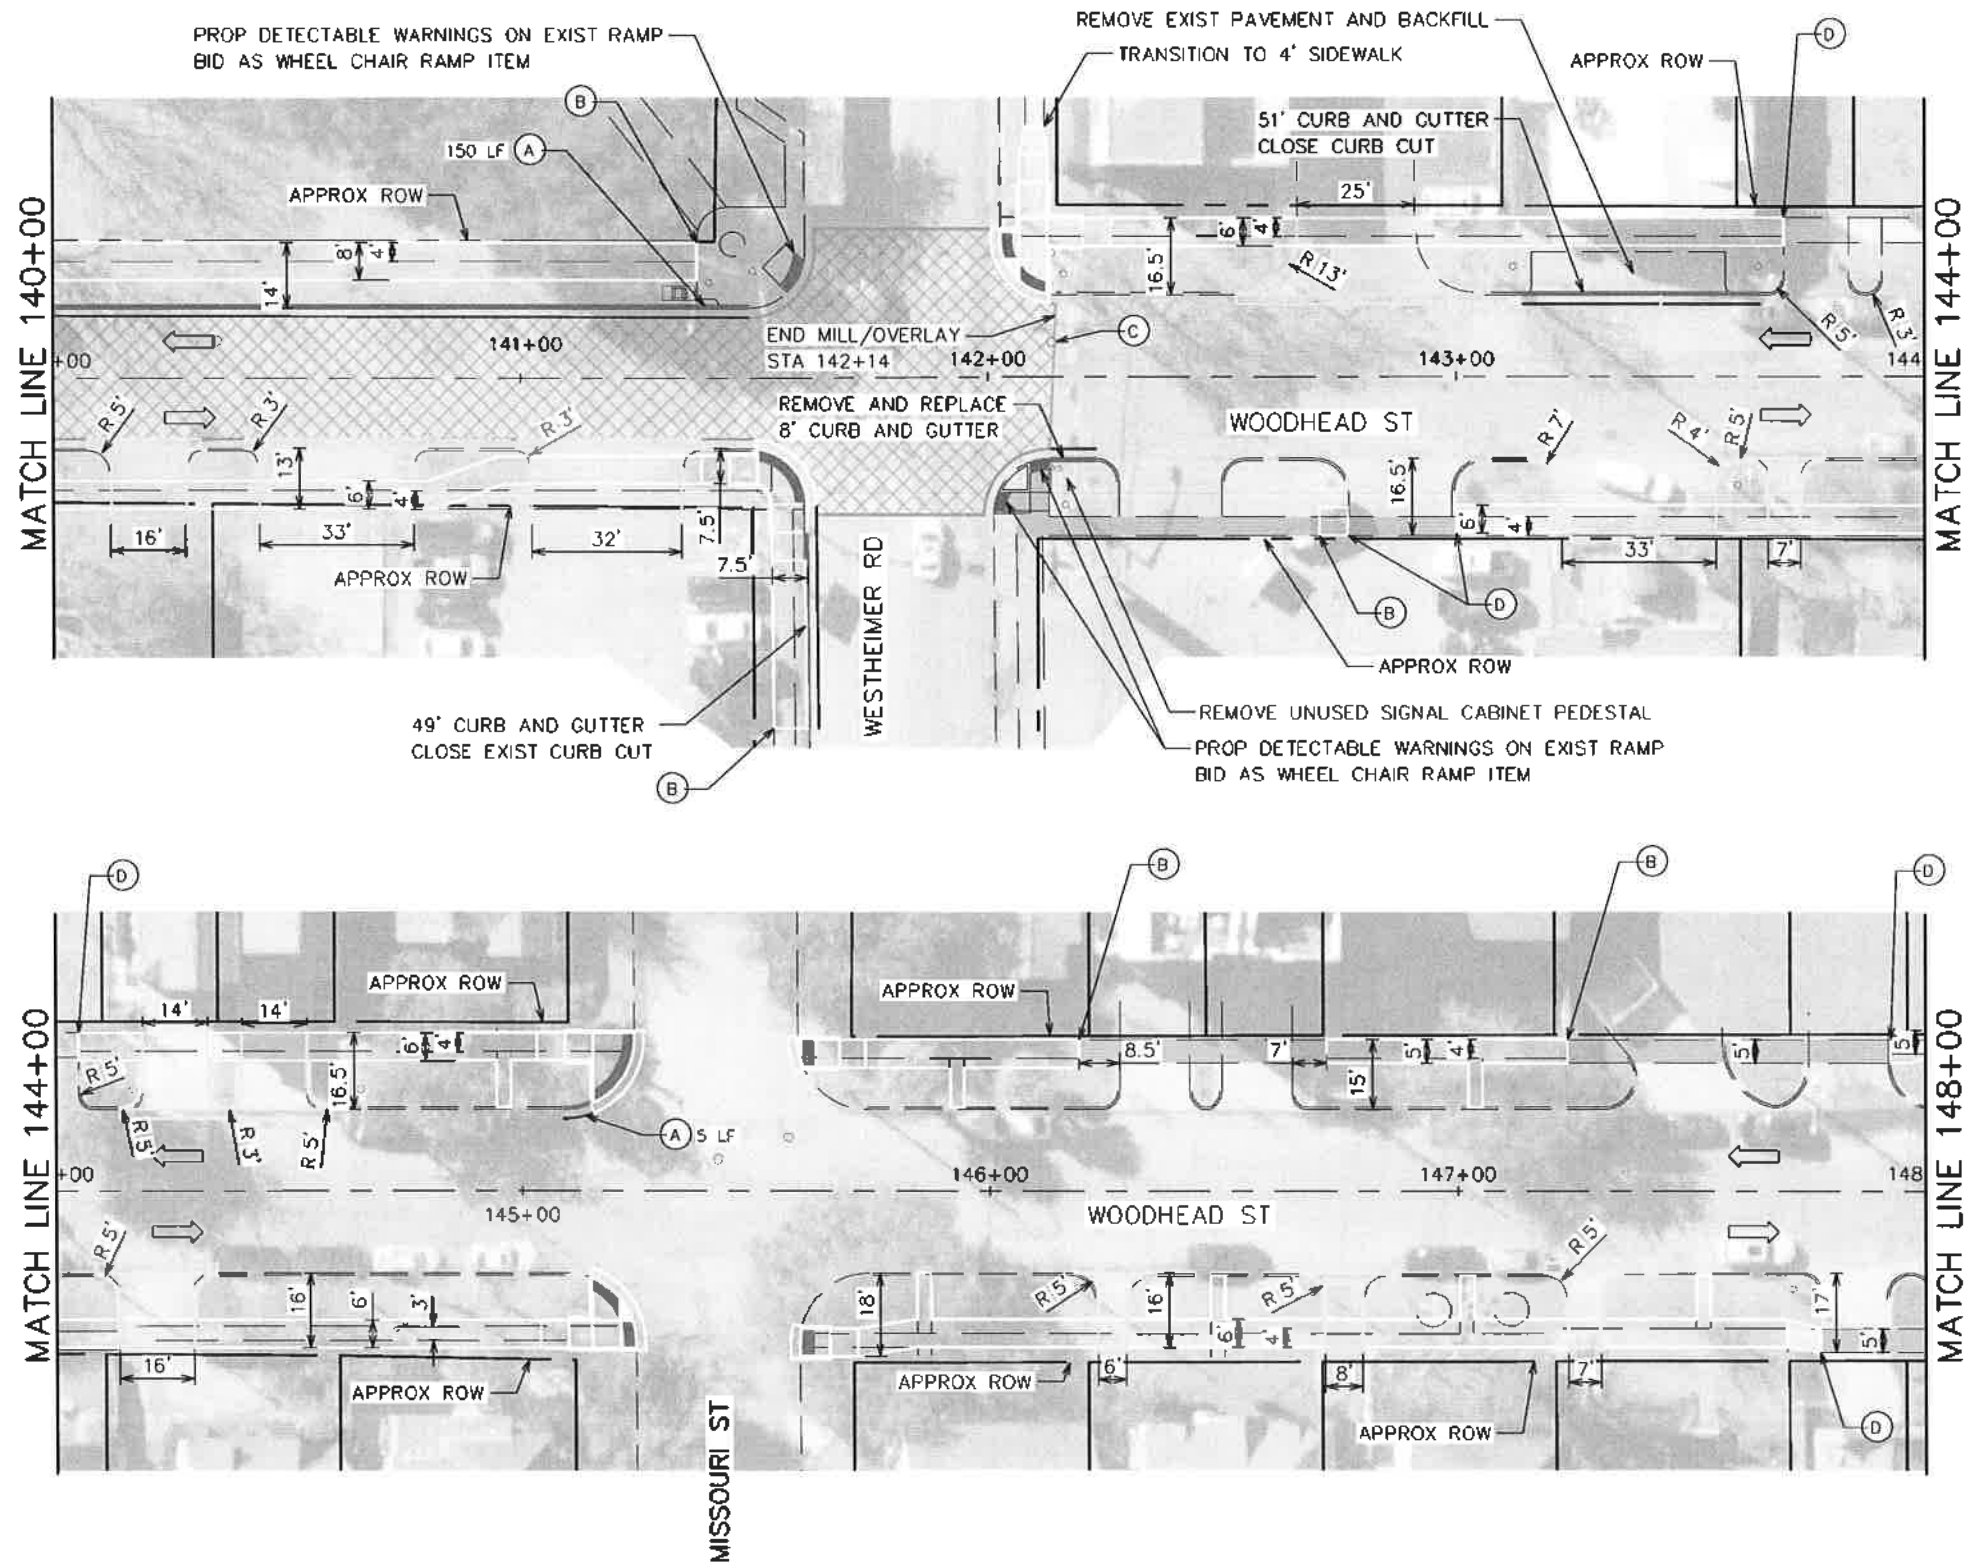 REMOVE EXIST PAVEMENT AND BACKFILL
PROP DETECTABLE WARNINGS ON EXIST RAMP
BID AS WHEEL CHAIR RAMP ITEM
TRANSITION TO 4' SIDEWALK
APPROX ROW
D
B
51' CURB AND GUTTER
CLOSE CURB CUT
150 LF A
APPROX ROW
25'
MATCH LINE 140+00
8'
4'
14'
16.5'
6'
4'
R 13'
R 5'
R 3'
MATCH LINE 144+00
END MILL/OVERLAY
STA 142+14
C
+00
141+00
142+00
143+00
144
REMOVE AND REPLACE
8' CURB AND GUTTER
WOODHEAD ST
R 5'
R 3'
R 3'
R 7'
R 4'
R 5'
13'
6'
4'
16.5'
6'
4'
16'
33'
32'
7.5'
7.5'
33'
7'
APPROX ROW
WESTHEIMER RD
B
D
APPROX ROW
49' CURB AND GUTTER
CLOSE EXIST CURB CUT
B
REMOVE UNUSED SIGNAL CABINET PEDESTAL
PROP DETECTABLE WARNINGS ON EXIST RAMP
BID AS WHEEL CHAIR RAMP ITEM
D
B
B
D
APPROX ROW
APPROX ROW
14'
14'
MATCH LINE 144+00
6'
4'
16.5'
8.5'
7'
5'
4'
15'
5'
5'
MATCH LINE 148+00
R 5'
R 5'
R 3'
R 5'
A 5 LF
+00
145+00
146+00
147+00
148
WOODHEAD ST
R 5'
R 5'
R 5'
R 5'
16'
6'
3'
18'
16'
6'
4'
17'
5'
16'
6'
8'
7'
APPROX ROW
APPROX ROW
APPROX ROW
D
MISSOURI ST